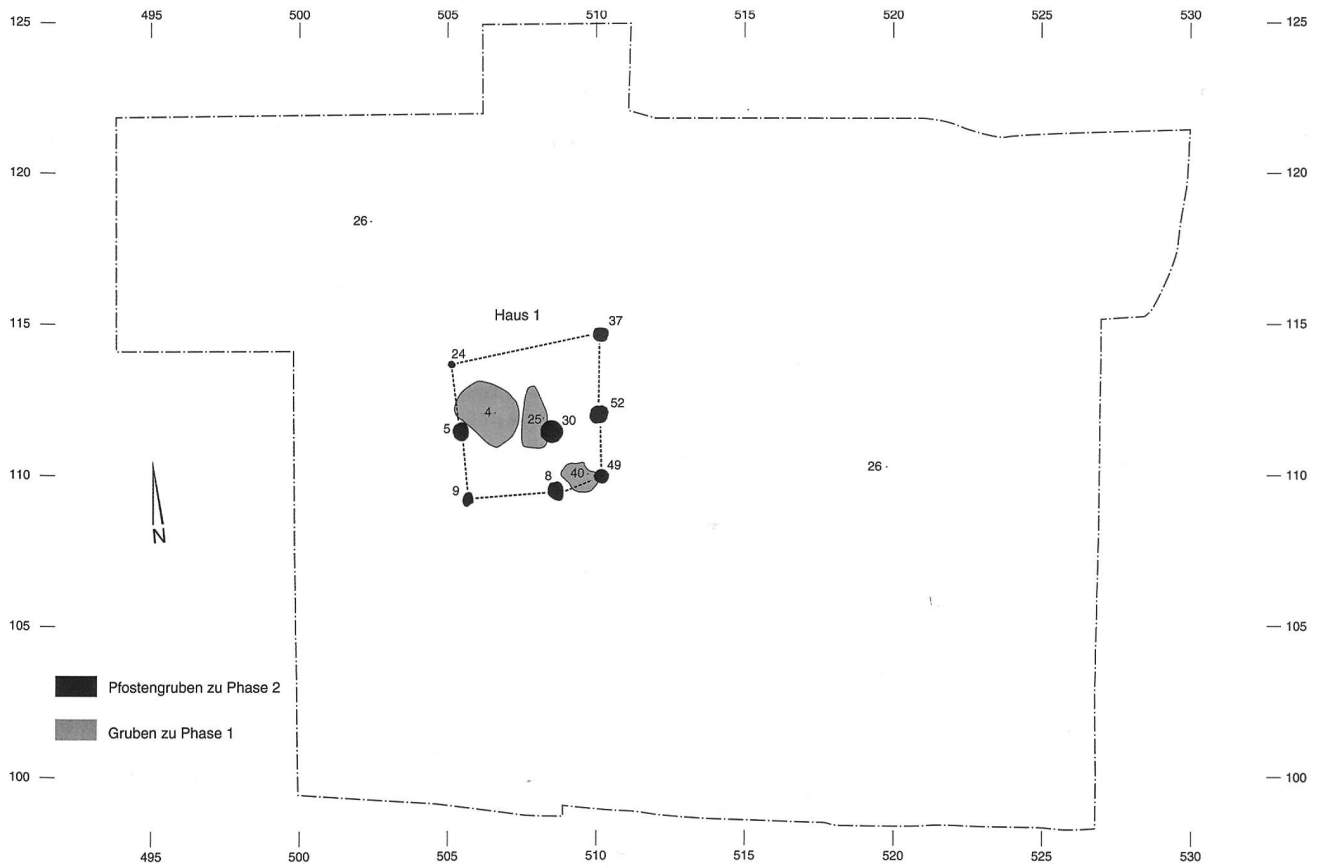 125 495 500 505 510 515 520 525 530 125
120 120
26
115 Haus 1 37 115
24
4 25 30 52
5
110 9 8 40 49 26 110
N
105 105
Pfostengruben zu Phase 2
Gruben zu Phase 1
100 100
495 500 505 510 515 520 525 530